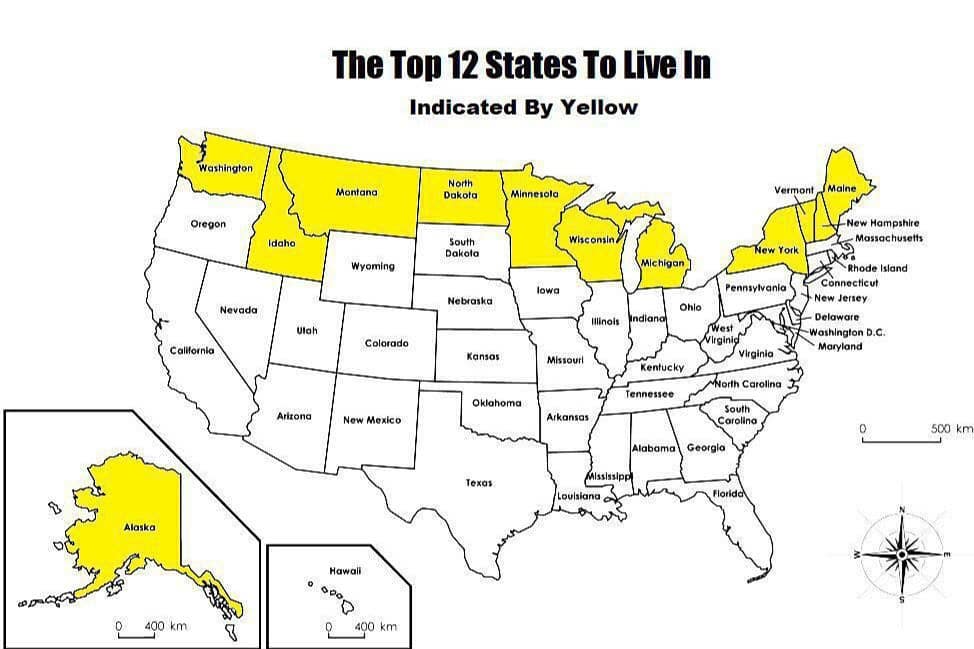 The Top 12 States To Live In
Indicated By Yellow
Washington
Montana
North
Dakota
Minnesota
Vermont
Maine
Oregon
Idaho
Wisconsin
New Hampshire
Massachusetts
South
Dakota
New York
Wyoming
Michigan
Rhode Island
Connecticut
Iowa
Pennsylvania
New Jersey
Nebraska
Nevada
Ohio
Illinois
Indiana
Delaware
Utah
West
Virginia
Washington D.C.
Colorado
Maryland
California
Kansas
Missouri
Virginia
Kentucky
North Carolina
Tennessee
Oklahoma
South
Carolina
Arizona
New Mexico
Arkansas
0 500 km
Alabama
Georgia
Texas
Mississippi
Louisiana
Florida
Alaska
N
W
E
S
Hawaii
0 400 km
0 400 km